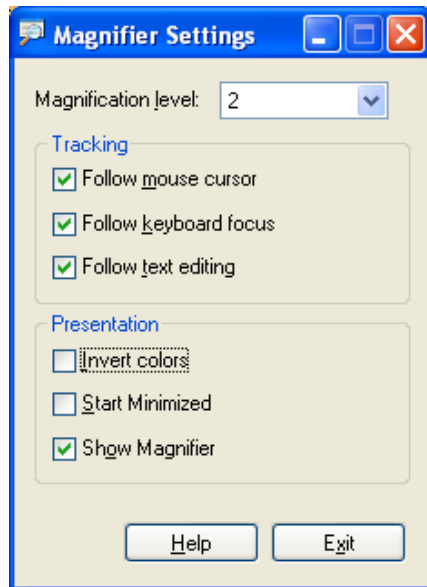 Magnifier Settings
Magnification level: 2
Tracking
Follow mouse cursor
Follow keyboard focus
Follow text editing
Presentation
Invert colors
Start Minimized
Show Magnifier
Help Exit